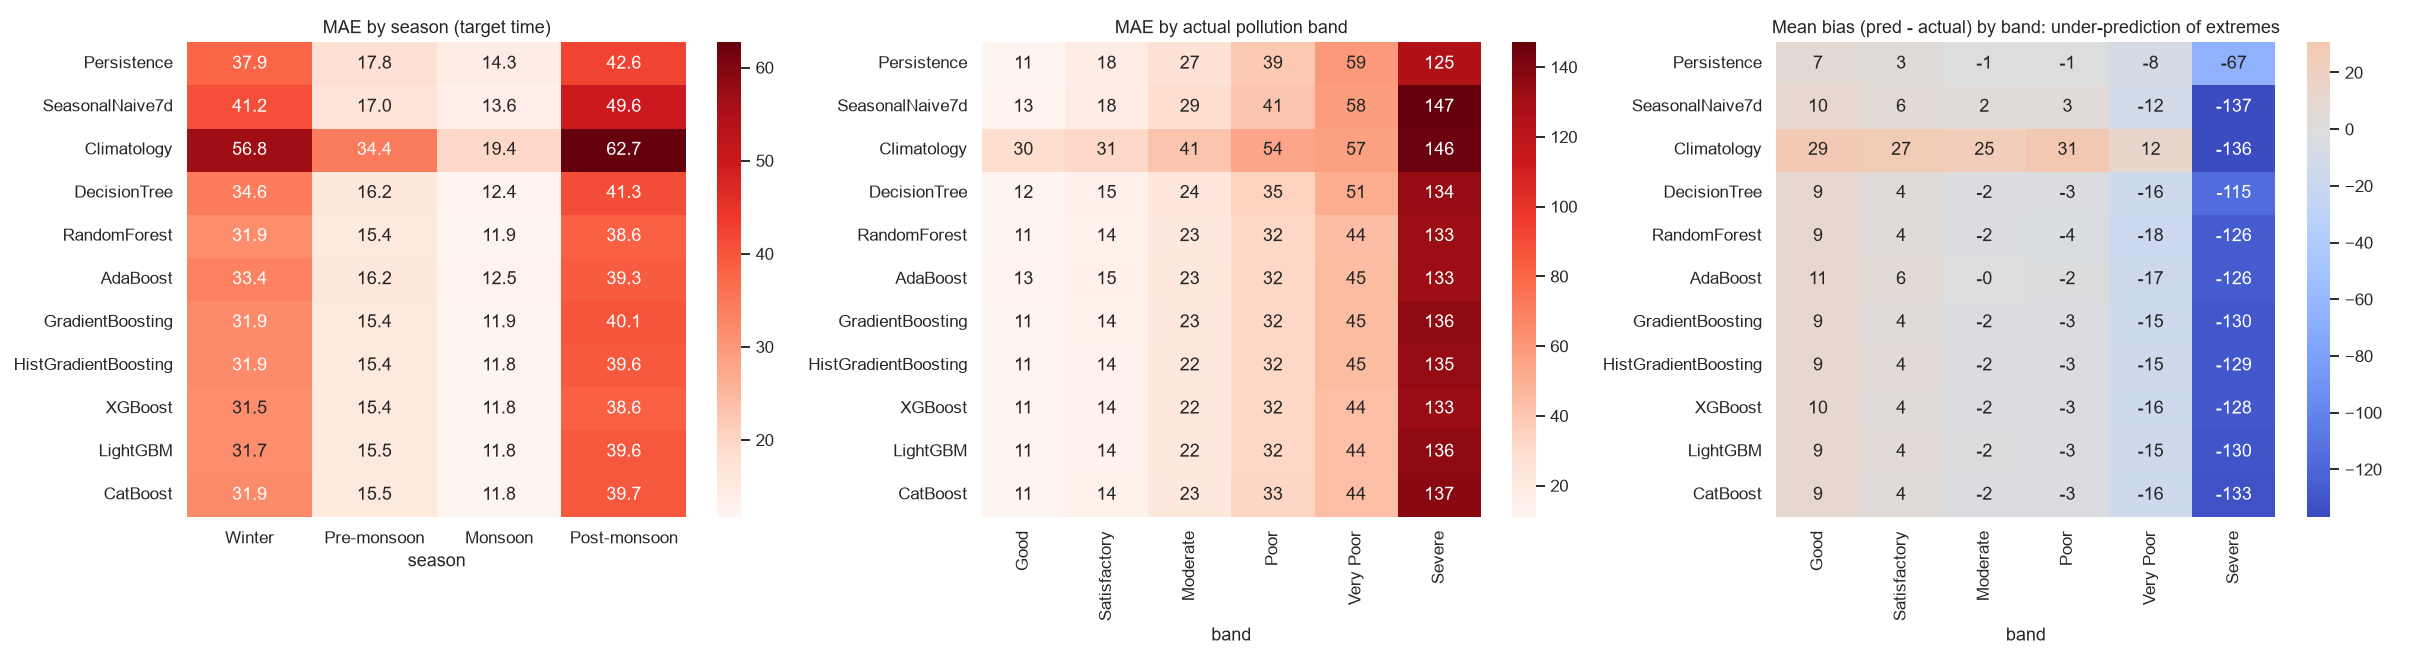 MAE by season (target time)
Persistence 37.9 17.8 14.3 42.6
SeasonalNaive7d 41.2 17.0 13.6 49.6
Climatology 56.8 34.4 19.4 62.7
DecisionTree 34.6 16.2 12.4 41.3
RandomForest 31.9 15.4 11.9 38.6
AdaBoost 33.4 16.2 12.5 39.3
GradientBoosting 31.9 15.4 11.9 40.1
HistGradientBoosting 31.9 15.4 11.8 39.6
XGBoost 31.5 15.4 11.8 38.6
LightGBM 31.7 15.5 11.8 39.6
CatBoost 31.9 15.5 11.8 39.7
Winter Pre-monsoon Monsoon Post-monsoon
season
60
50
40
30
20
MAE by actual pollution band
Persistence 11 18 27 39 59 125
SeasonalNaive7d 13 18 29 41 58 147
Climatology 30 31 41 54 57 146
DecisionTree 12 15 24 35 51 134
RandomForest 11 14 23 32 44 133
AdaBoost 13 15 23 32 45 133
GradientBoosting 11 14 23 32 45 136
HistGradientBoosting 11 14 22 32 45 135
XGBoost 11 14 22 32 44 133
LightGBM 11 14 22 32 44 136
CatBoost 11 14 23 33 44 137
Good Satisfactory Moderate Poor Very Poor Severe
band
140
120
100
80
60
40
20
Mean bias (pred - actual) by band: under-prediction of extremes
Persistence 7 3 -1 -1 -8 -67
SeasonalNaive7d 10 6 2 3 -12 -137
Climatology 29 27 25 31 12 -136
DecisionTree 9 4 -2 -3 -16 -115
RandomForest 9 4 -2 -4 -18 -126
AdaBoost 11 6 -0 -2 -17 -126
GradientBoosting 9 4 -2 -3 -15 -130
HistGradientBoosting 9 4 -2 -3 -15 -129
XGBoost 10 4 -2 -3 -16 -128
LightGBM 9 4 -2 -3 -15 -130
CatBoost 9 4 -2 -3 -16 -133
Good Satisfactory Moderate Poor Very Poor Severe
band
20
0
−20
−40
−60
−80
−100
−120